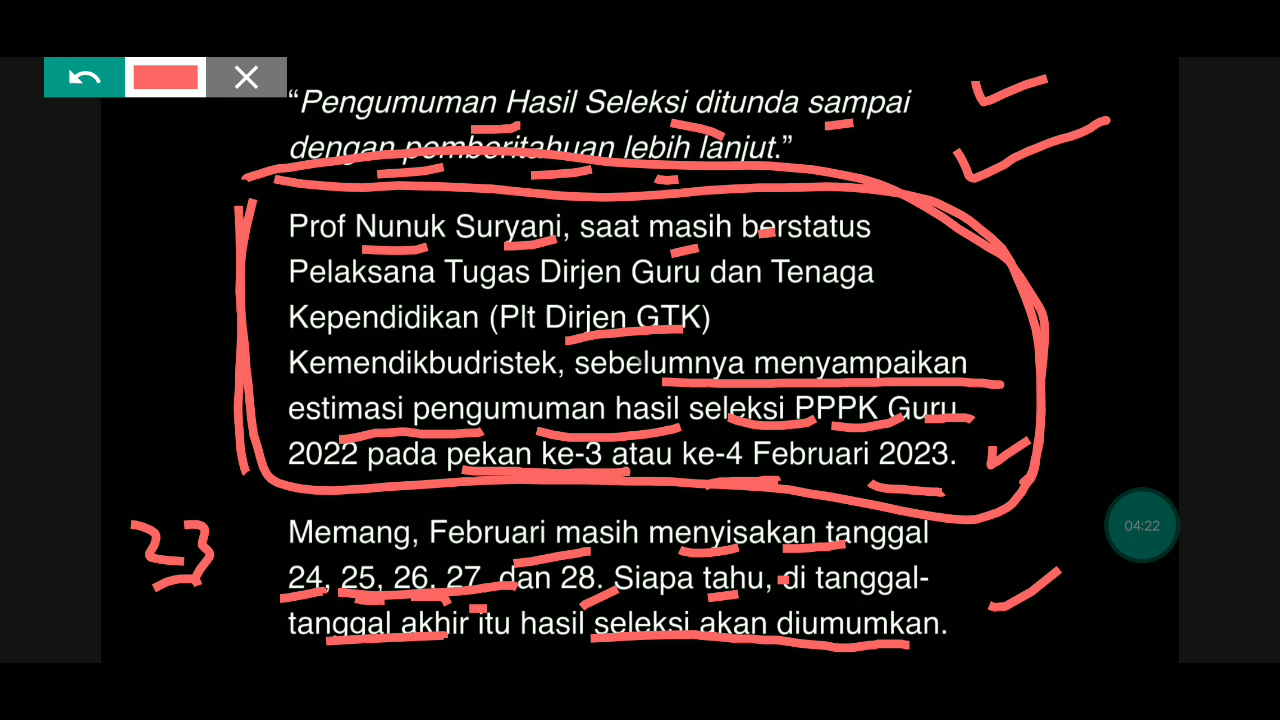 “Pengumuman Hasil Seleksi ditunda sampai
dengan pemberitahuan lebih lanjut.”
Prof Nunuk Suryani, saat masih berstatus
Pelaksana Tugas Dirjen Guru dan Tenaga
Kependidikan (Plt Dirjen GTK)
Kemendikbudristek, sebelumnya menyampaikan
estimasi pengumuman hasil seleksi PPPK Guru
2022 pada pekan ke-3 atau ke-4 Februari 2023.
04:22
23
Memang, Februari masih menyisakan tanggal
24, 25, 26, 27, dan 28. Siapa tahu, di tanggal-
tanggal akhir itu hasil seleksi akan diumumkan.